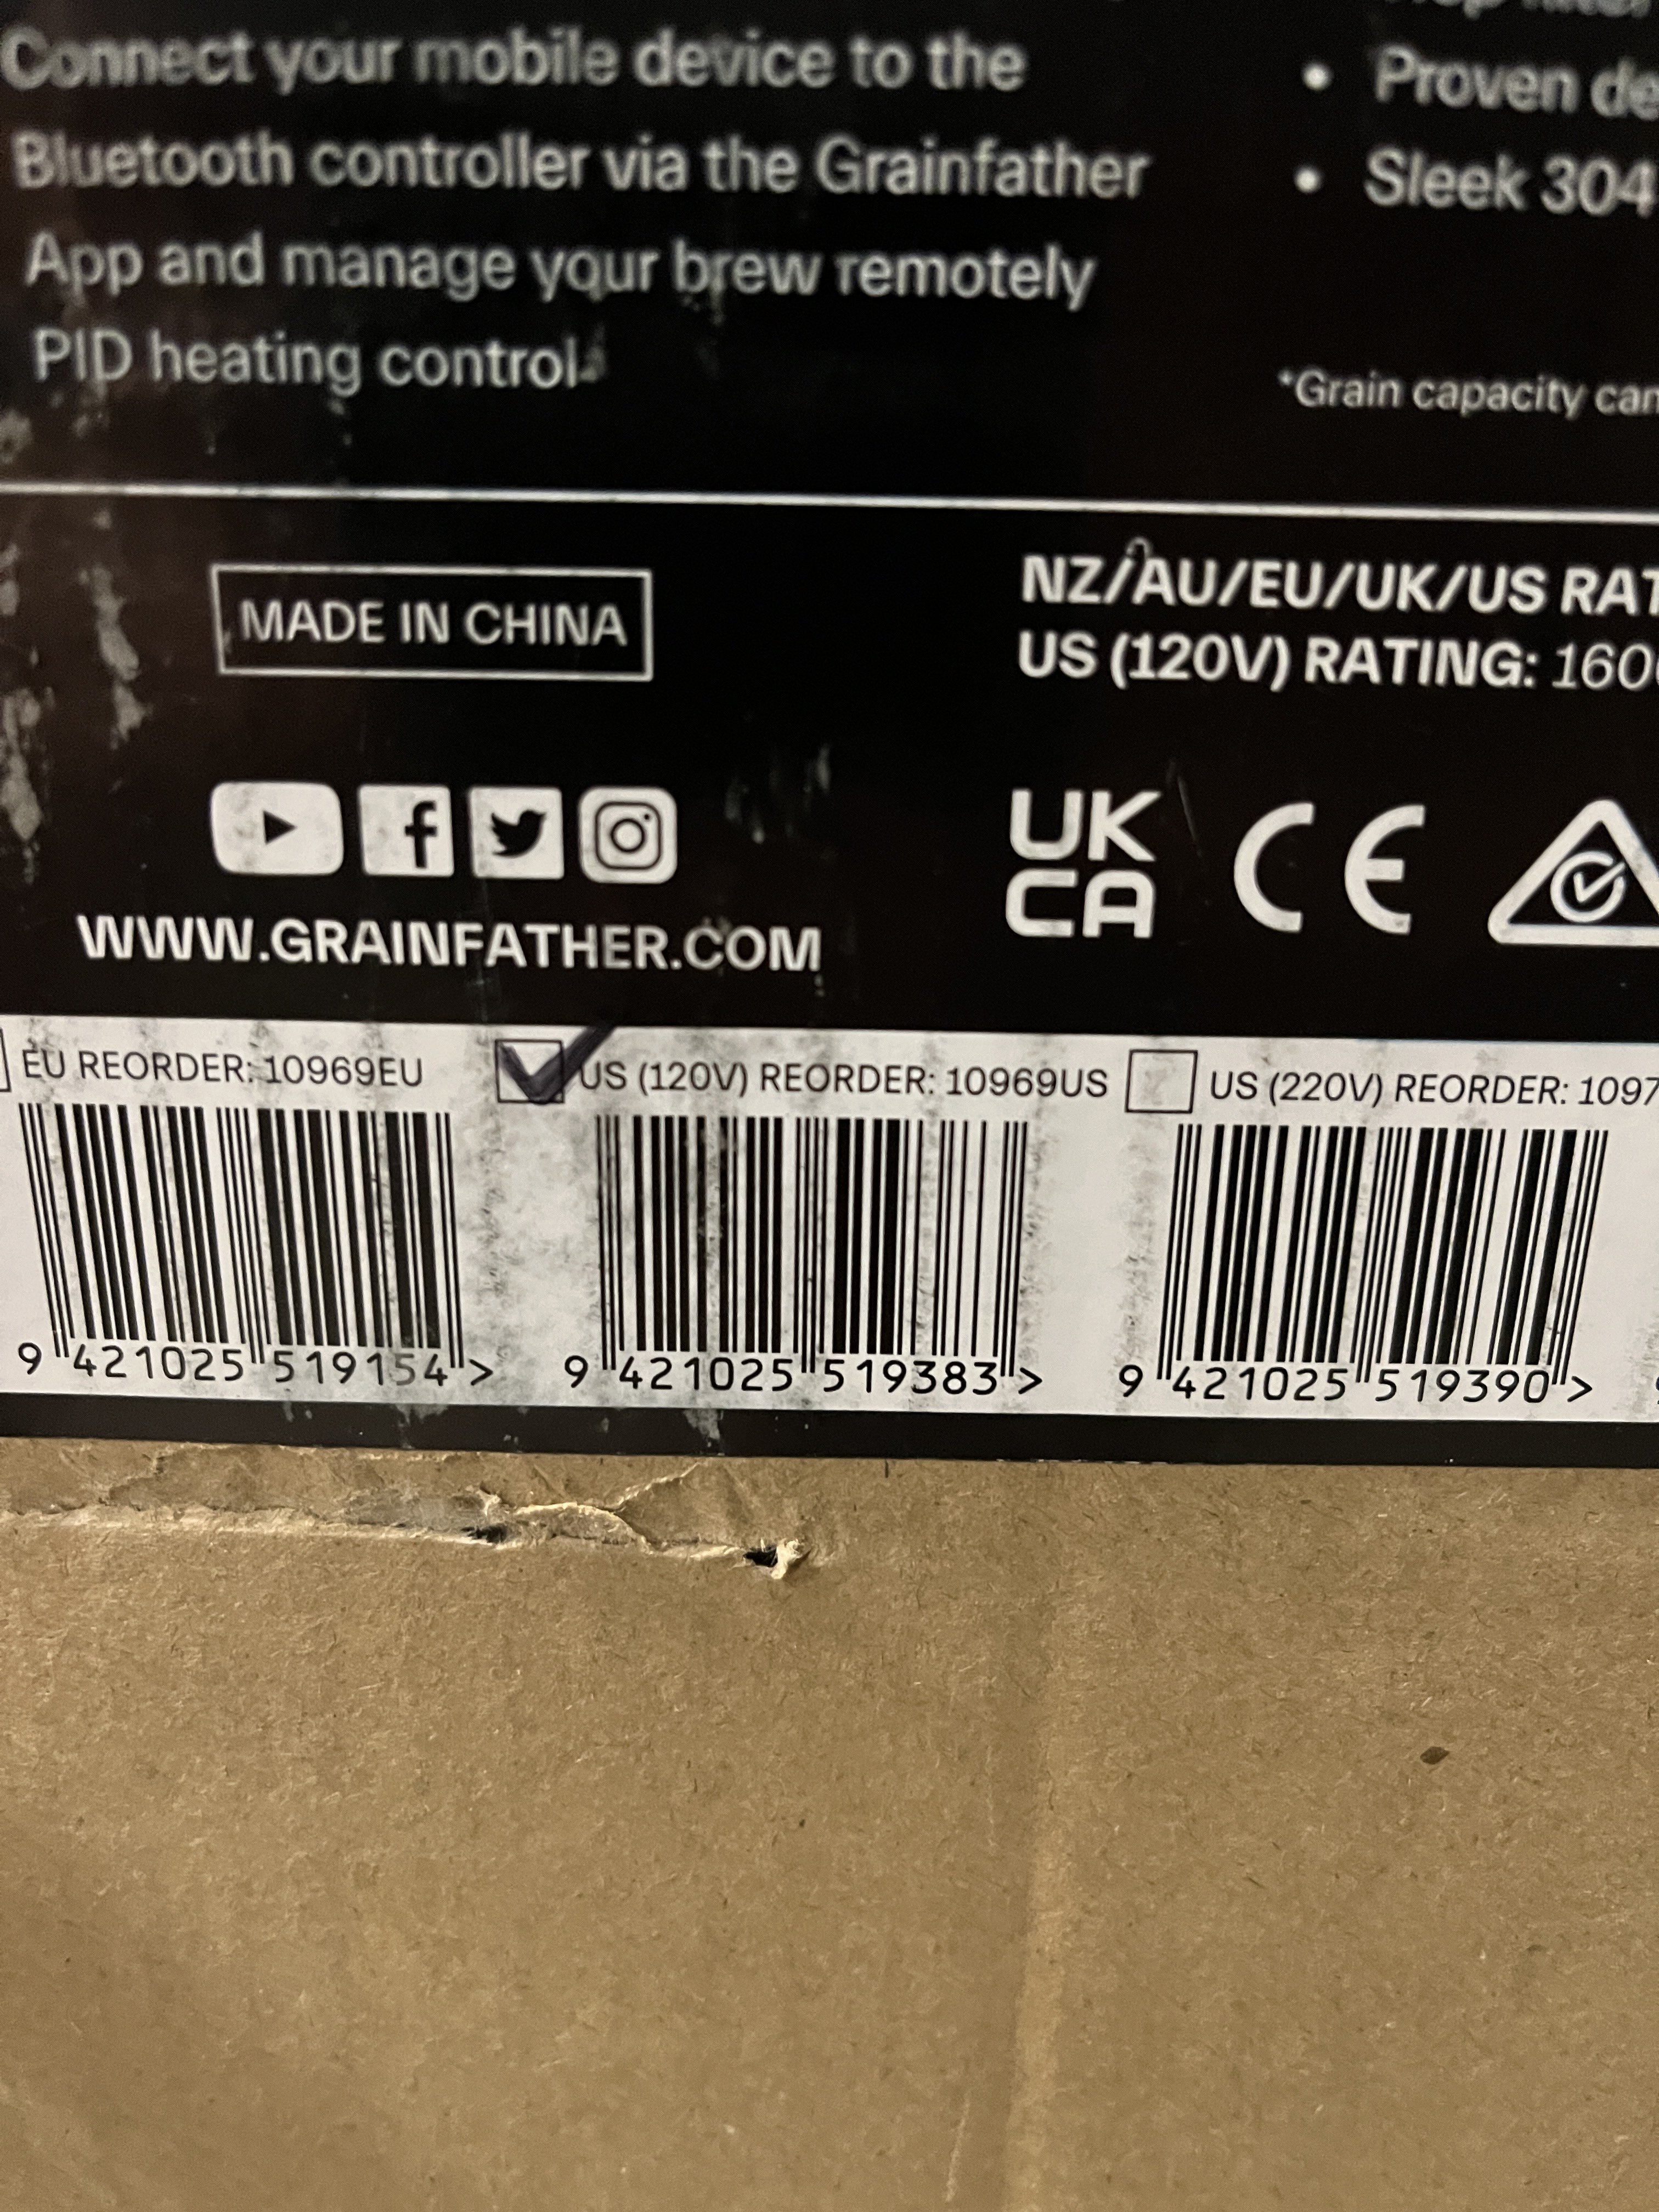 Connect your mobile device to the
Bluetooth controller via the Grainfather
App and manage your brew remotely
PID heating control
• Proven de
• Sleek 304
*Grain capacity can
MADE IN CHINA
NZ/AU/EU/UK/US RAT
US (120V) RATING: 160
WWW.GRAINFATHER.COM
UK
CA
CE
EU REORDER: 10969EU
US (120V) REORDER: 10969US
US (220V) REORDER: 1097
9 421025 519154 >
9 421025 519383 >
9 421025 519390 >